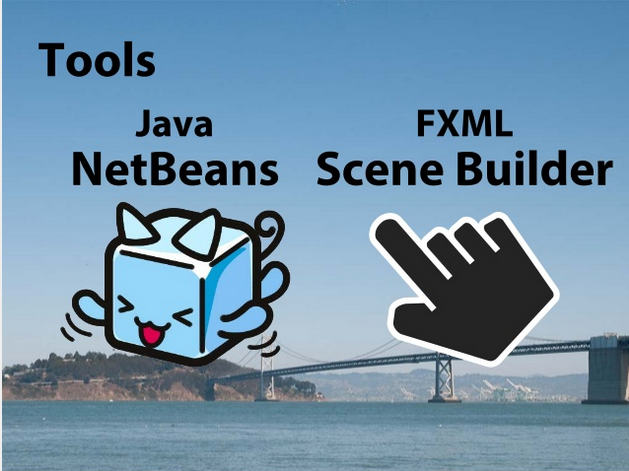 Tools
Java
NetBeans
FXML
Scene Builder